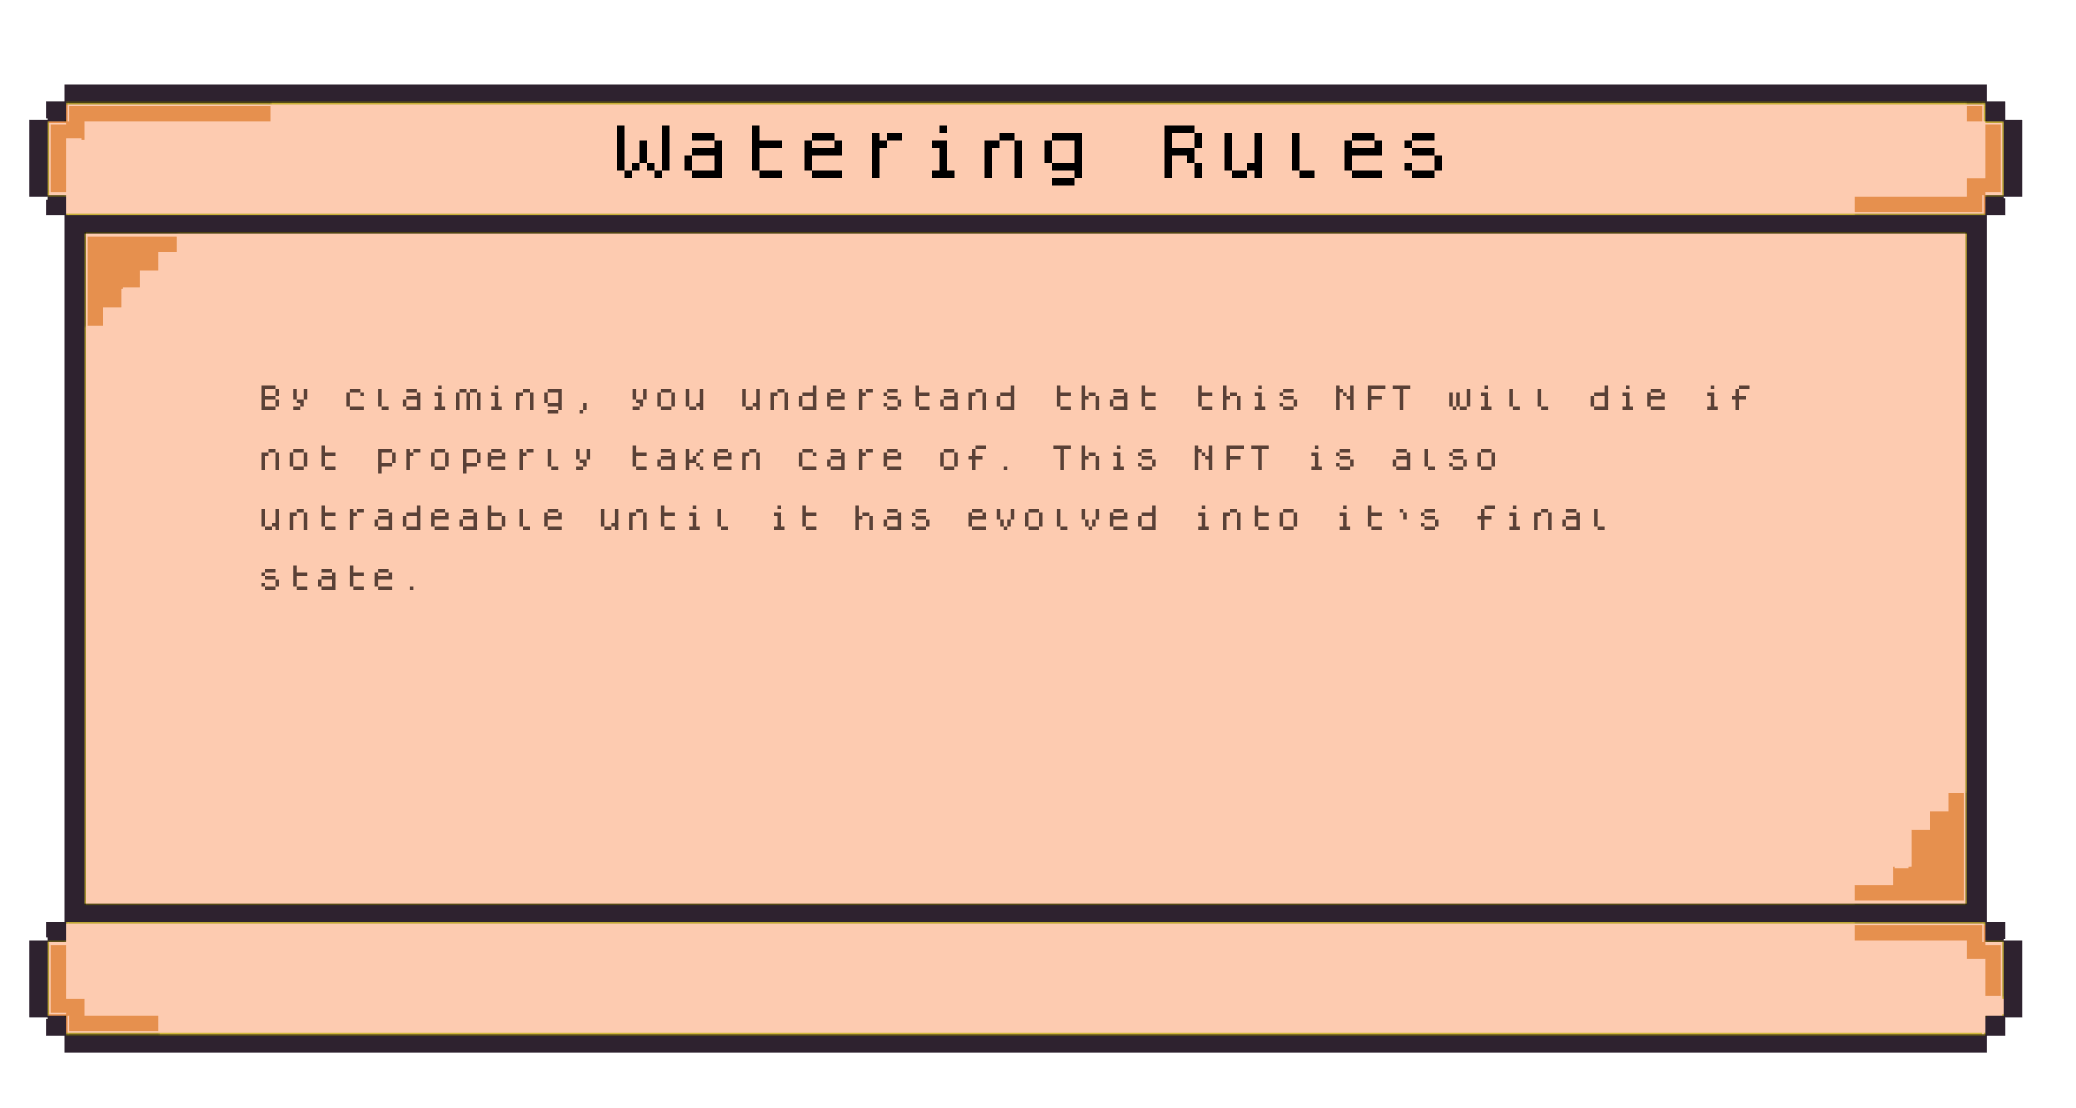 Watering Rules
By claiming, you understand that this NFT will die if
not properly taken care of. This NFT is also
untradeable until it has evolved into it's final
state.